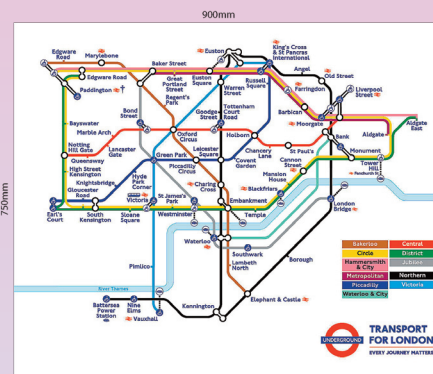 900mm
750mm
Edgware
Road
Marylebone
Baker Street
Euston
King's Cross
& St Pancras
International
Angel
Old Street
Edgware Road
Paddington
Great
Portland
Street
Regent's
Park
Euston
Square
Warren
Street
Russell
Square
Farringdon
Liverpool
Street
Barbican
Moorgate
Aldgate
East
Aldgate
Bond
Street
Goodge
Street
Tottenham
Court
Road
Bayswater
Marble Arch
Notting
Hill Gate
Lancaster
Gate
Oxford
Circus
Holborn
Chancery
Lane
St Paul's
Bank
Queensway
High Street
Kensington
Green Park
Leicester
Square
Covent
Garden
Piccadilly
Circus
Cannon
Street
Monument
Tower
Hill
Fenchurch St
Knightsbridge
Hyde
Park
Corner
Gloucester
Road
Victoria
St James's
Park
Charing
Cross
Mansion
House
Blackfriars
London
Bridge
Earl's
Court
South
Kensington
Sloane
Square
Westminster
Embankment
Temple
Waterloo
Southwark
Lambeth
North
Borough
Pimlico
River Thames
Battersea
Power
Station
Nine
Elms
Vauxhall
Kennington
Elephant & Castle
Bakerloo
Central
Circle
District
Hammersmith
& City
Jubilee
Metropolitan
Northern
Piccadilly
Victoria
Waterloo & City
UNDERGROUND
TRANSPORT
FOR LONDON
EVERY JOURNEY MATTERS